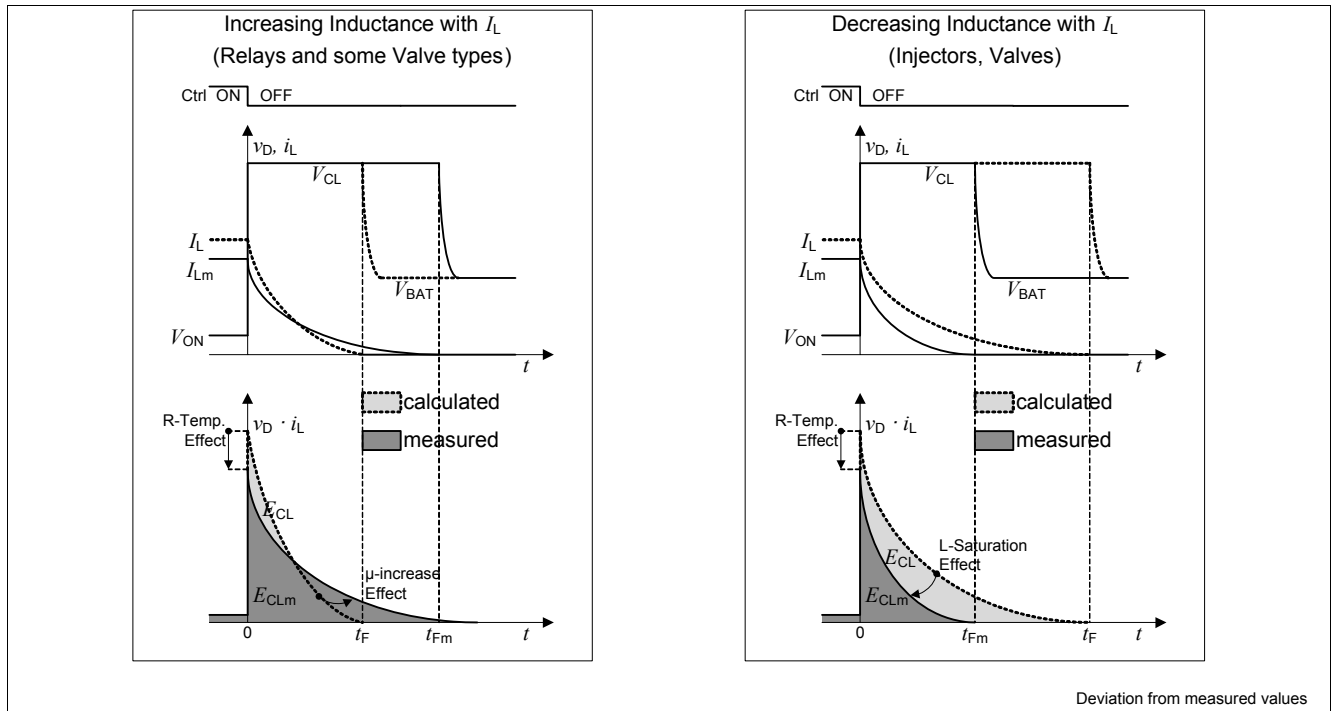 Increasing Inductance with IL
(Relays and some Valve types)
Ctrl ON OFF
vD, iL
VCL
IL
ILm
VBAT
VON
t
calculated
measured
R-Temp.
Effect
vD · iL
ECL
µ-increase
Effect
ECLm
0
tF
tFm
t
Decreasing Inductance with IL
(Injectors, Valves)
Ctrl ON OFF
vD, iL
VCL
IL
ILm
VBAT
VON
t
calculated
measured
R-Temp.
Effect
vD · iL
L-Saturation
Effect
ECL
ECLm
0
tFm
tF
t
Deviation from measured values